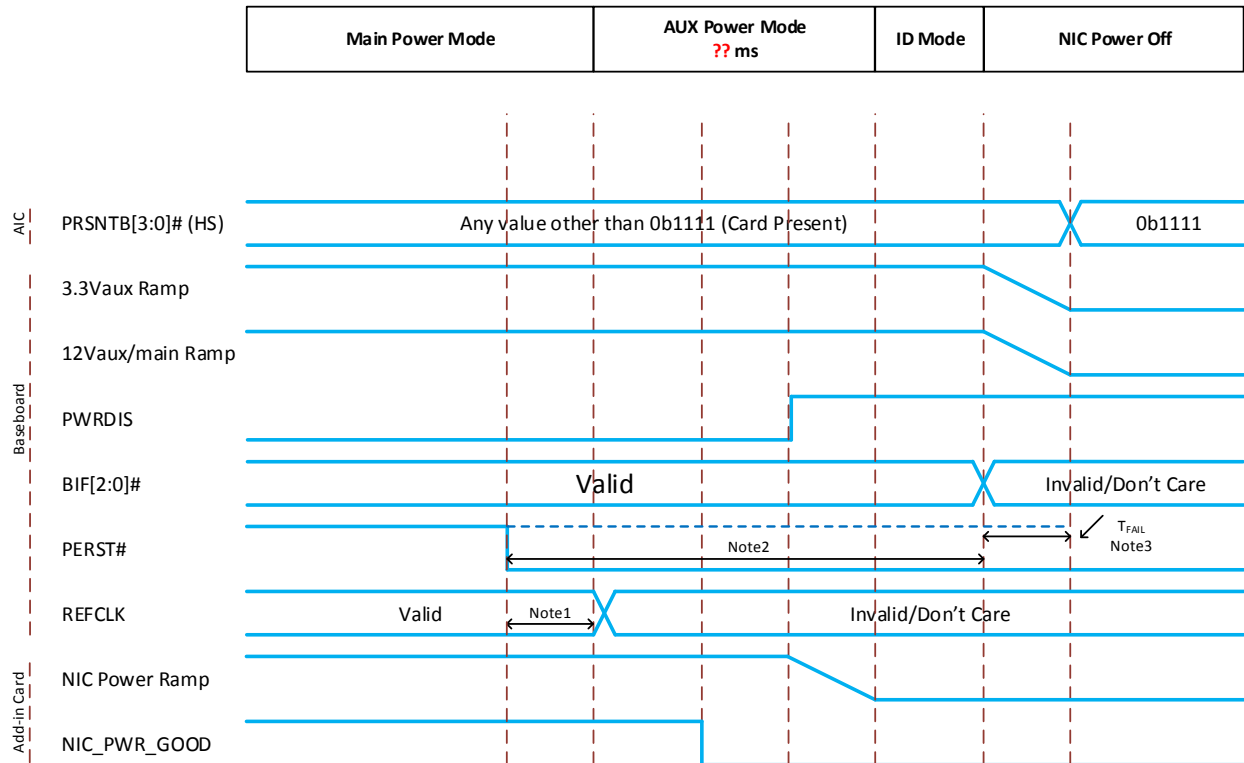 Main Power Mode
AUX Power Mode
?? ms
ID Mode
NIC Power Off
AIC
PRSNTB[3:0]# (HS)
Any value other than 0b1111 (Card Present)
0b1111
Baseboard
3.3Vaux Ramp
12Vaux/main Ramp
PWRDIS
BIF[2:0]#
Valid
Invalid/Don’t Care
PERST#
Note2
TFAIL
Note3
REFCLK
Valid
Note1
Invalid/Don’t Care
Add-in Card
NIC Power Ramp
NIC_PWR_GOOD